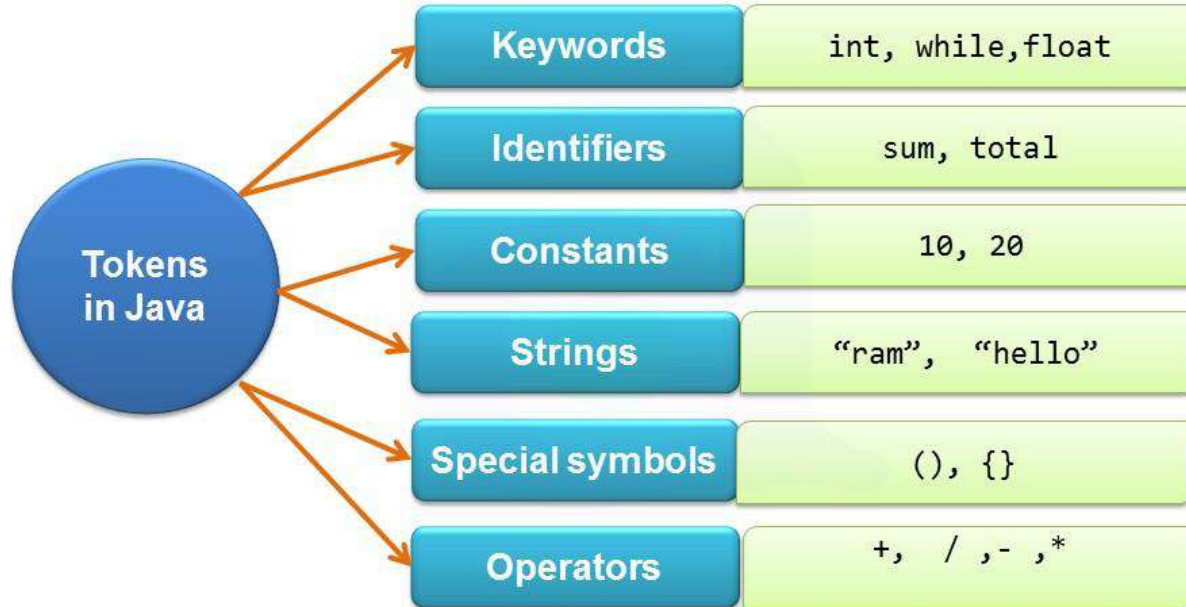 Keywords
int, while,float
Identifiers
sum, total
Tokens
in Java
Constants
10, 20
Strings
“ram”, “hello”
Special symbols
(), {}
Operators
+, / ,- ,*